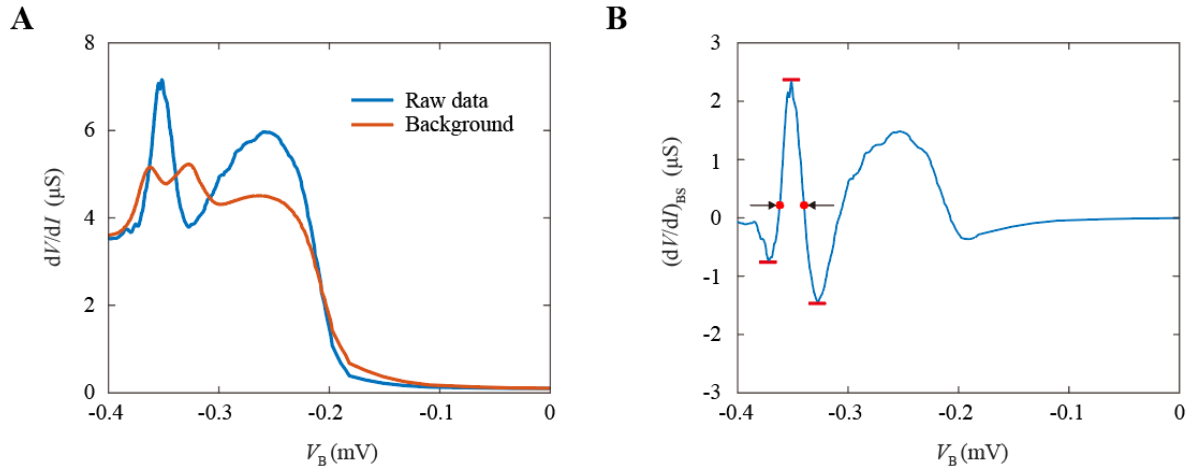 A
8
6
4
2
0
-0.4
-0.3
-0.2
-0.1
0
dV/dI (μS)
V_B (mV)
Raw data
Background
B
3
2
1
0
-1
-2
-3
-0.4
-0.3
-0.2
-0.1
0
(dV/dI)_BS (μS)
V_B (mV)